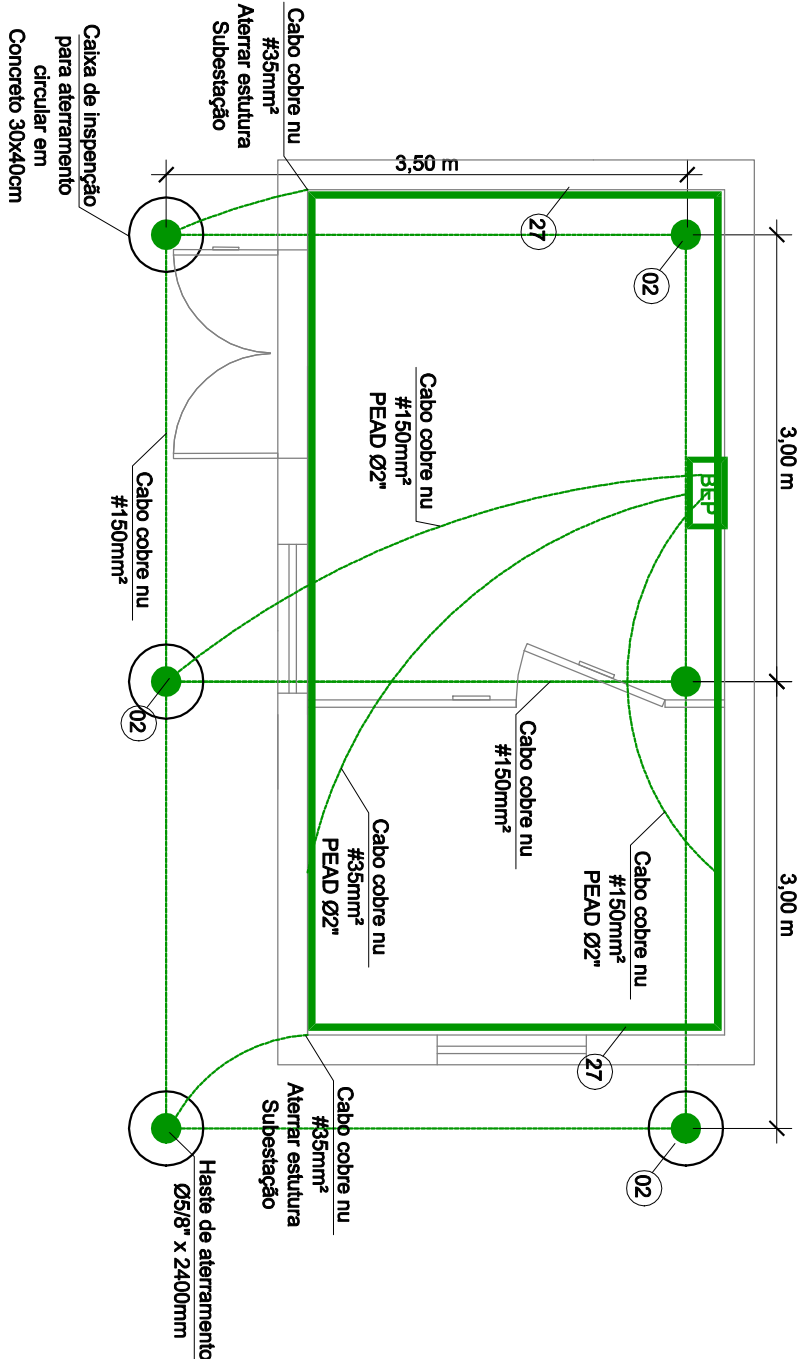 Cabo cobre nu
#35mm²
Aterrar estutura
Subestação
Caixa de inspenção
para aterramento
circular em
Concreto 30x40cm
3,50 m
27
02
3,00 m
Cabo cobre nu
#150mm²
PEAD Ø2"
BEP
Cabo cobre nu
#150mm²
02
Cabo cobre nu
#150mm²
Cabo cobre nu
#35mm²
PEAD Ø2"
Cabo cobre nu
#150mm²
PEAD Ø2"
3,00 m
27
Cabo cobre nu
#35mm²
Aterrar estutura
Subestação
02
Haste de aterramento
Ø5/8" x 2400mm